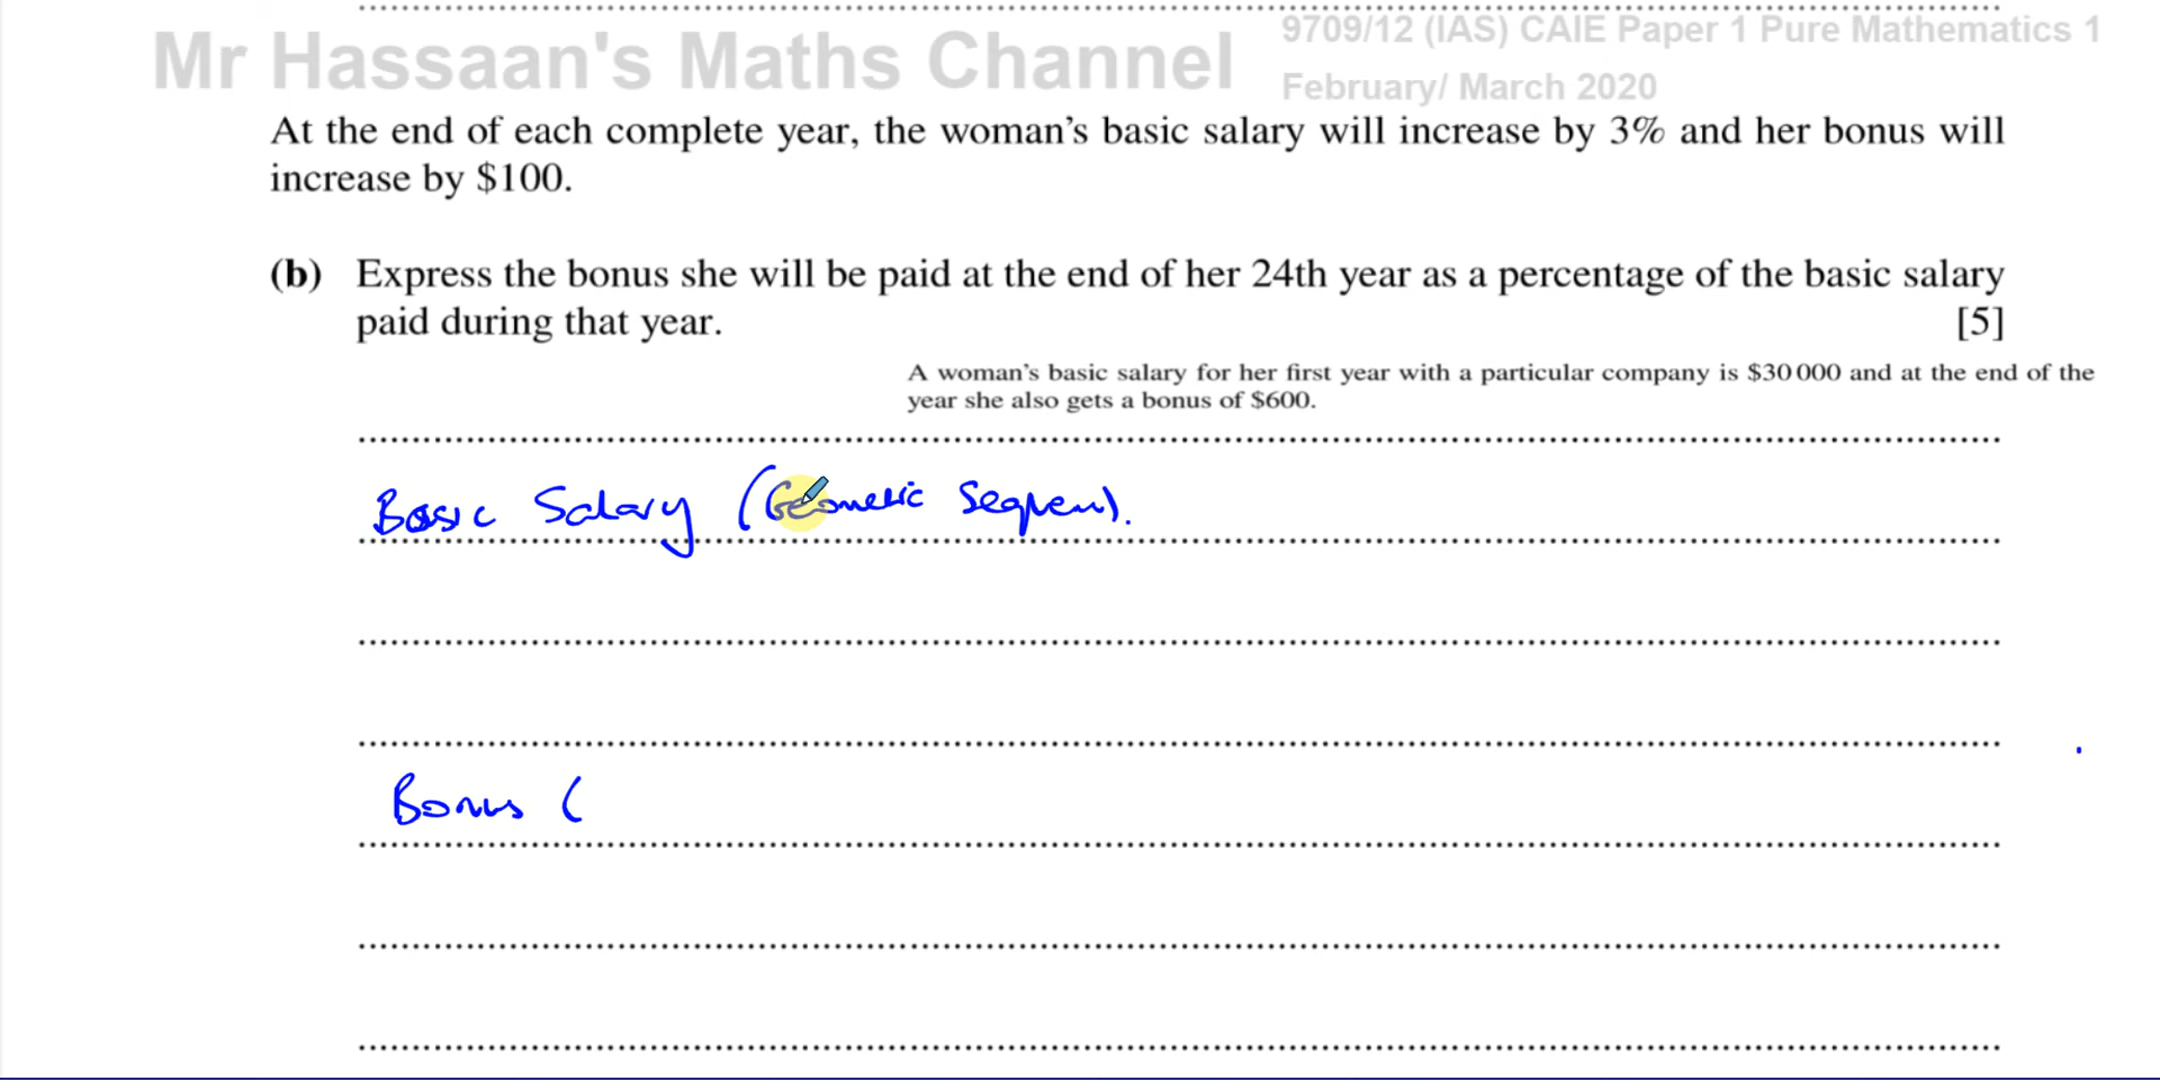 Mr Hassaan's Maths Channel
9709/12 (IAS) CAIE Paper 1 Pure Mathematics 1
February/ March 2020
At the end of each complete year, the woman's basic salary will increase by 3% and her bonus will
increase by $100.
(b) Express the bonus she will be paid at the end of her 24th year as a percentage of the basic salary
paid during that year. [5]
A woman's basic salary for her first year with a particular company is $30 000 and at the end of the
year she also gets a bonus of $600.
Basic Salary (Geometric Sequence).
Bonus (